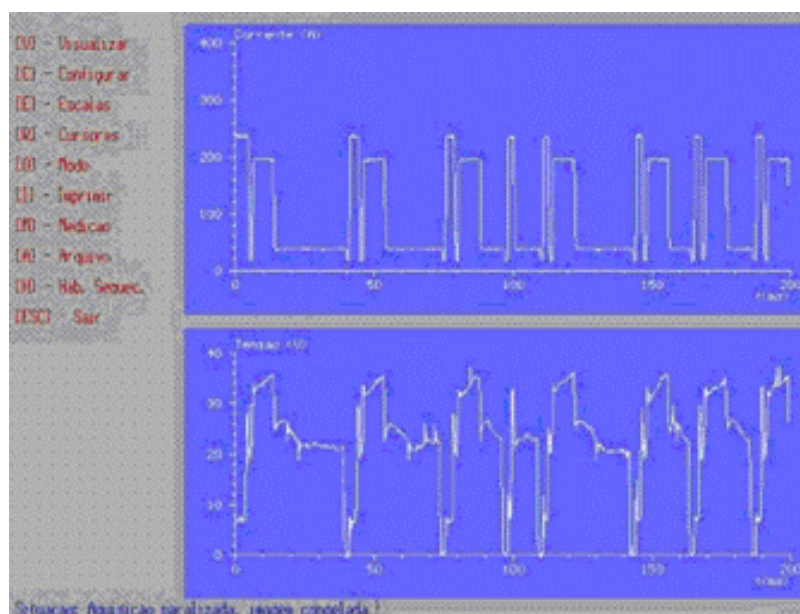 [V] - Visualizar
[C] - Configurar
[E] - Escalas
[R] - Cursores
[O] - Modo
[I] - Imprimir
[M] - Medicao
[A] - Arquivo
[H] - Hab. Sequec.
[ESC] - Sair
Corrente (A)
400
300
200
100
0
0 50 100 150 200
t(ms)
Tensao (V)
40
30
20
10
0
0 50 100 150 200
t(ms)
Situacao: Aquisicao paralizada, imagem congelada !